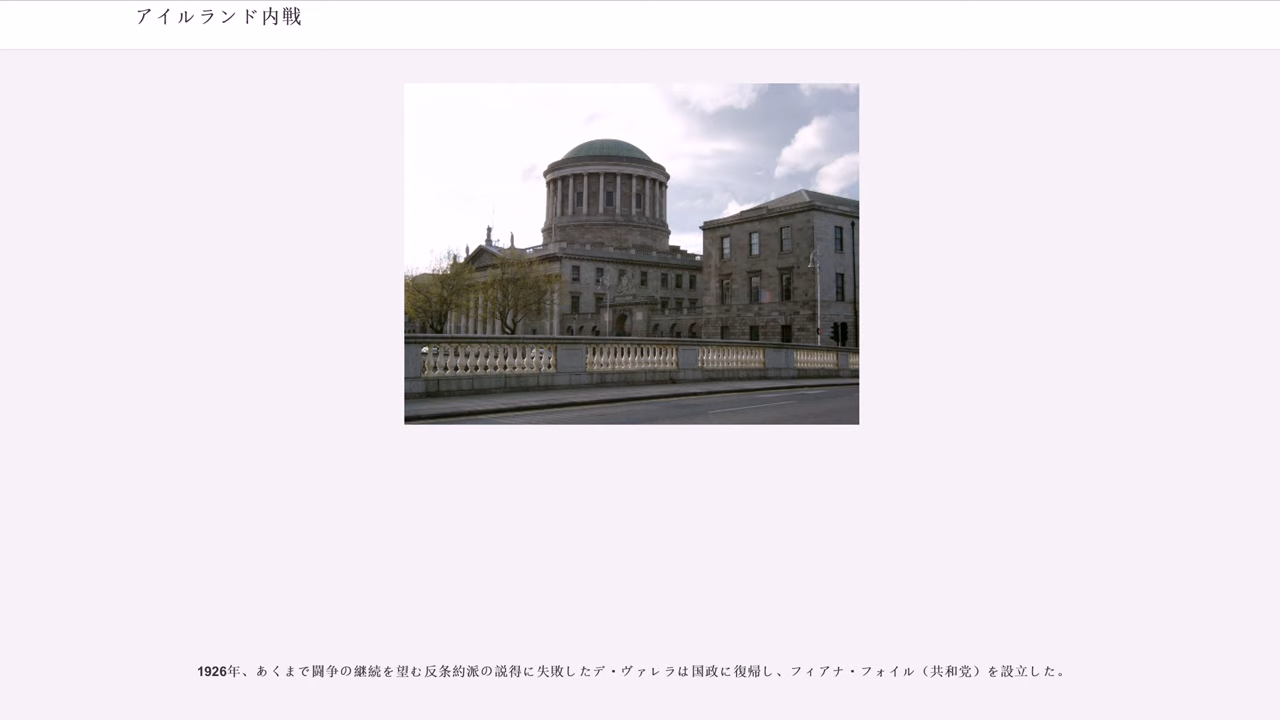 アイルランド内戦
1926年、あくまで闘争の継続を望む反条約派の説得に失敗したデ・ヴァレラは国政に復帰し、フィアナ・フォイル（共和党）を設立した。